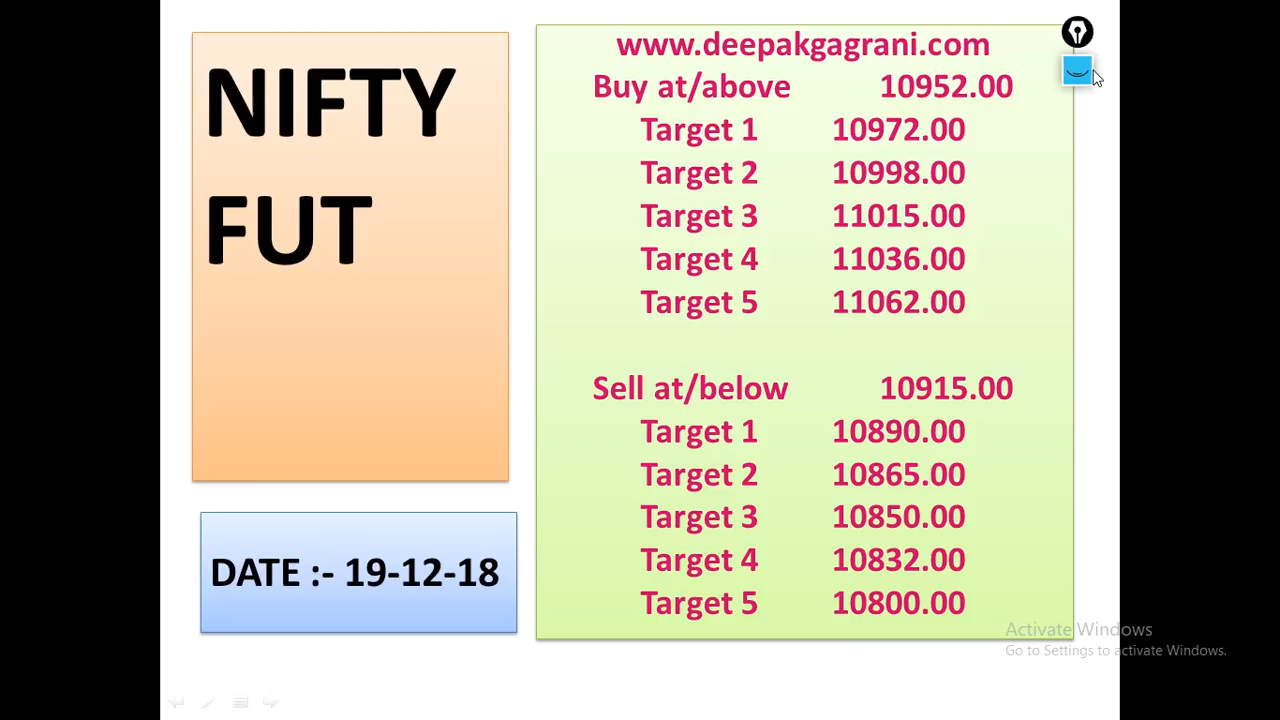 NIFTY
FUT
DATE :- 19-12-18
www.deepakgagrani.com
Buy at/above 10952.00
Target 1 10972.00
Target 2 10998.00
Target 3 11015.00
Target 4 11036.00
Target 5 11062.00
Sell at/below 10915.00
Target 1 10890.00
Target 2 10865.00
Target 3 10850.00
Target 4 10832.00
Target 5 10800.00
Activate Windows
Go to Settings to activate Windows.